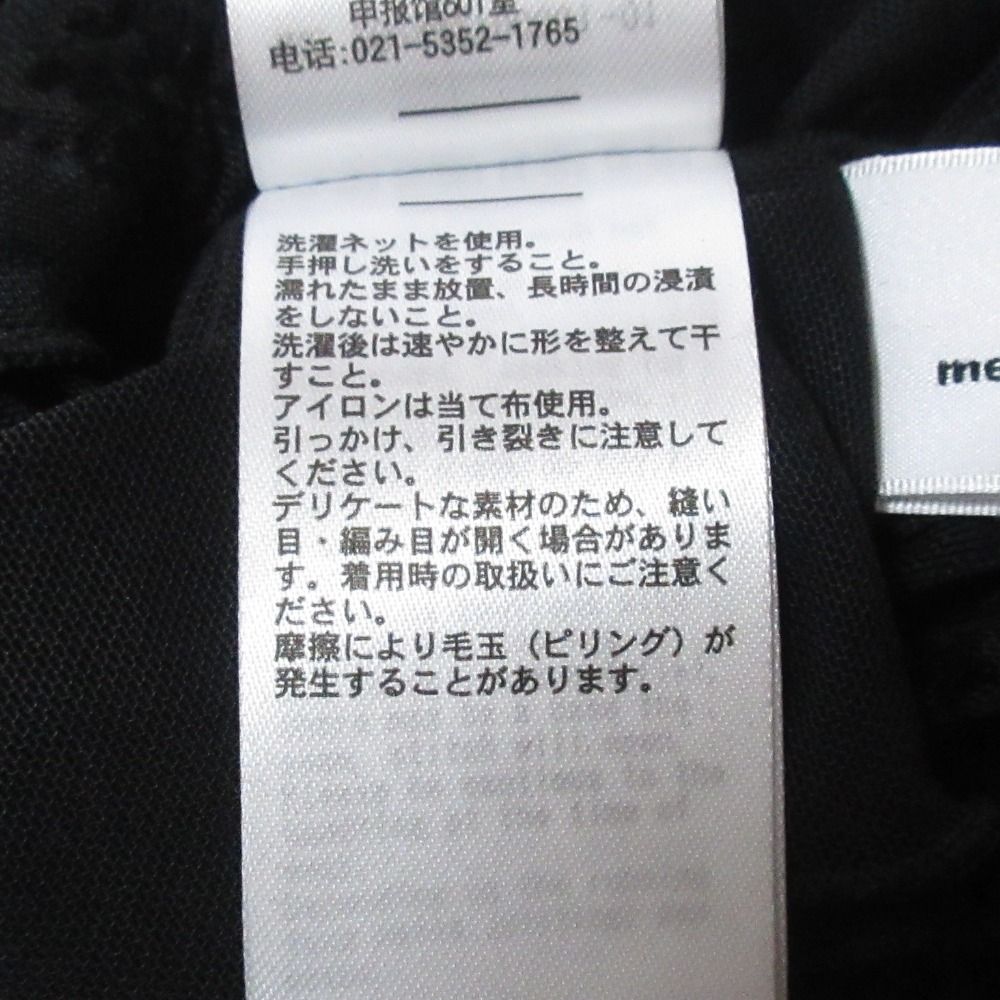 申报馆601室
电话:021-5352-1765
洗濯ネットを使用。
手押し洗いをすること。
濡れたまま放置、長時間の浸漬
をしないこと。
洗濯後は速やかに形を整えて干
すこと。
アイロンは当て布使用。
引っかけ、引き裂きに注意して
ください。
デリケートな素材のため、縫い
目・編み目が開く場合がありま
す。着用時の取扱いにご注意く
ださい。
摩擦により毛玉（ピリング）が
発生することがあります。
me